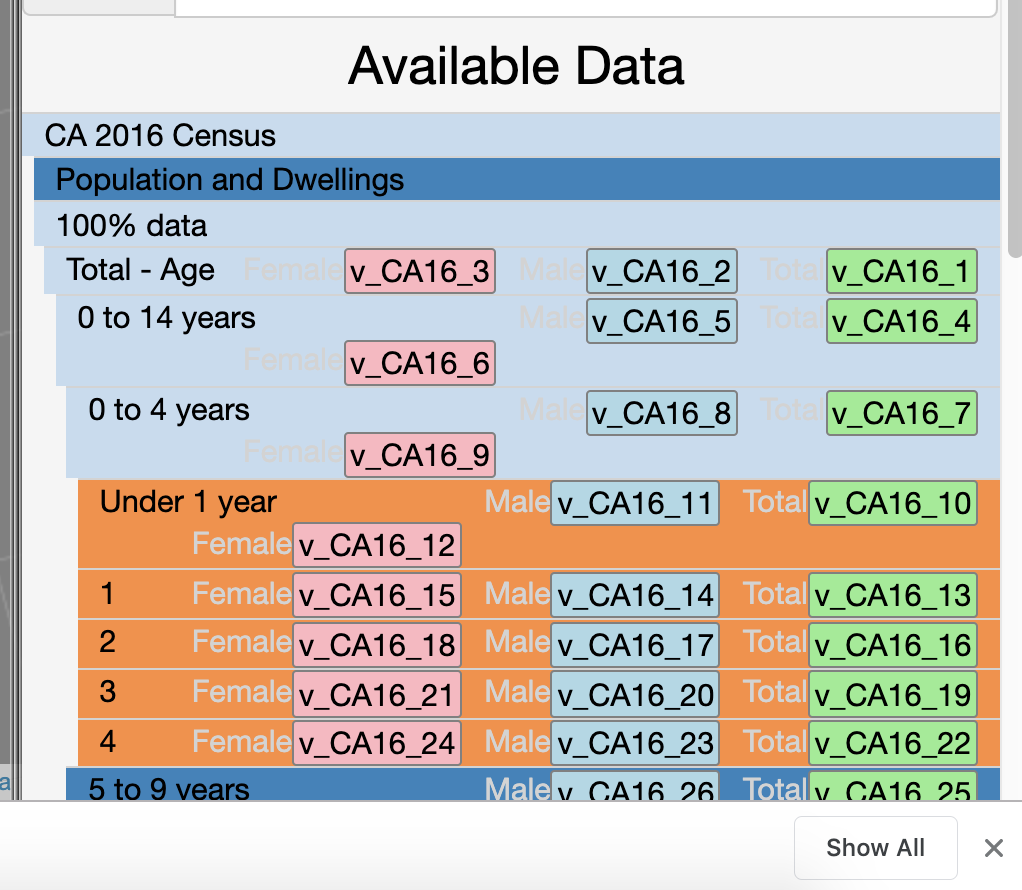 Available Data
CA 2016 Census
Population and Dwellings
100% data
Total - Age Female v_CA16_3 Male v_CA16_2 Total v_CA16_1
0 to 14 years Male v_CA16_5 Total v_CA16_4
Female v_CA16_6
0 to 4 years Male v_CA16_8 Total v_CA16_7
Female v_CA16_9
Under 1 year Male v_CA16_11 Total v_CA16_10
Female v_CA16_12
1 Female v_CA16_15 Male v_CA16_14 Total v_CA16_13
2 Female v_CA16_18 Male v_CA16_17 Total v_CA16_16
3 Female v_CA16_21 Male v_CA16_20 Total v_CA16_19
4 Female v_CA16_24 Male v_CA16_23 Total v_CA16_22
5 to 9 years Male v_CA16_26 Total v_CA16_25
Show All